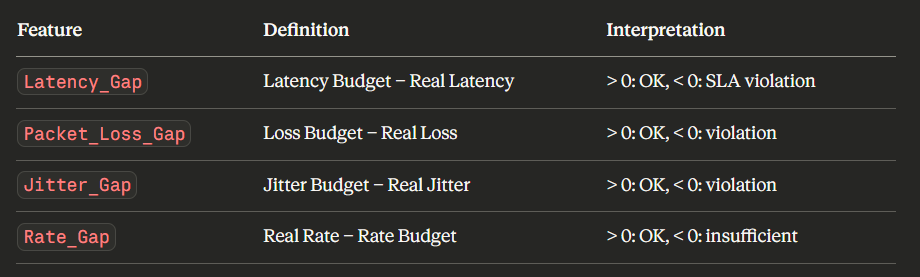 Feature Definition Interpretation
Latency_Gap Latency Budget – Real Latency > 0: OK, < 0: SLA violation
Packet_Loss_Gap Loss Budget – Real Loss > 0: OK, < 0: violation
Jitter_Gap Jitter Budget – Real Jitter > 0: OK, < 0: violation
Rate_Gap Real Rate – Rate Budget > 0: OK, < 0: insufficient